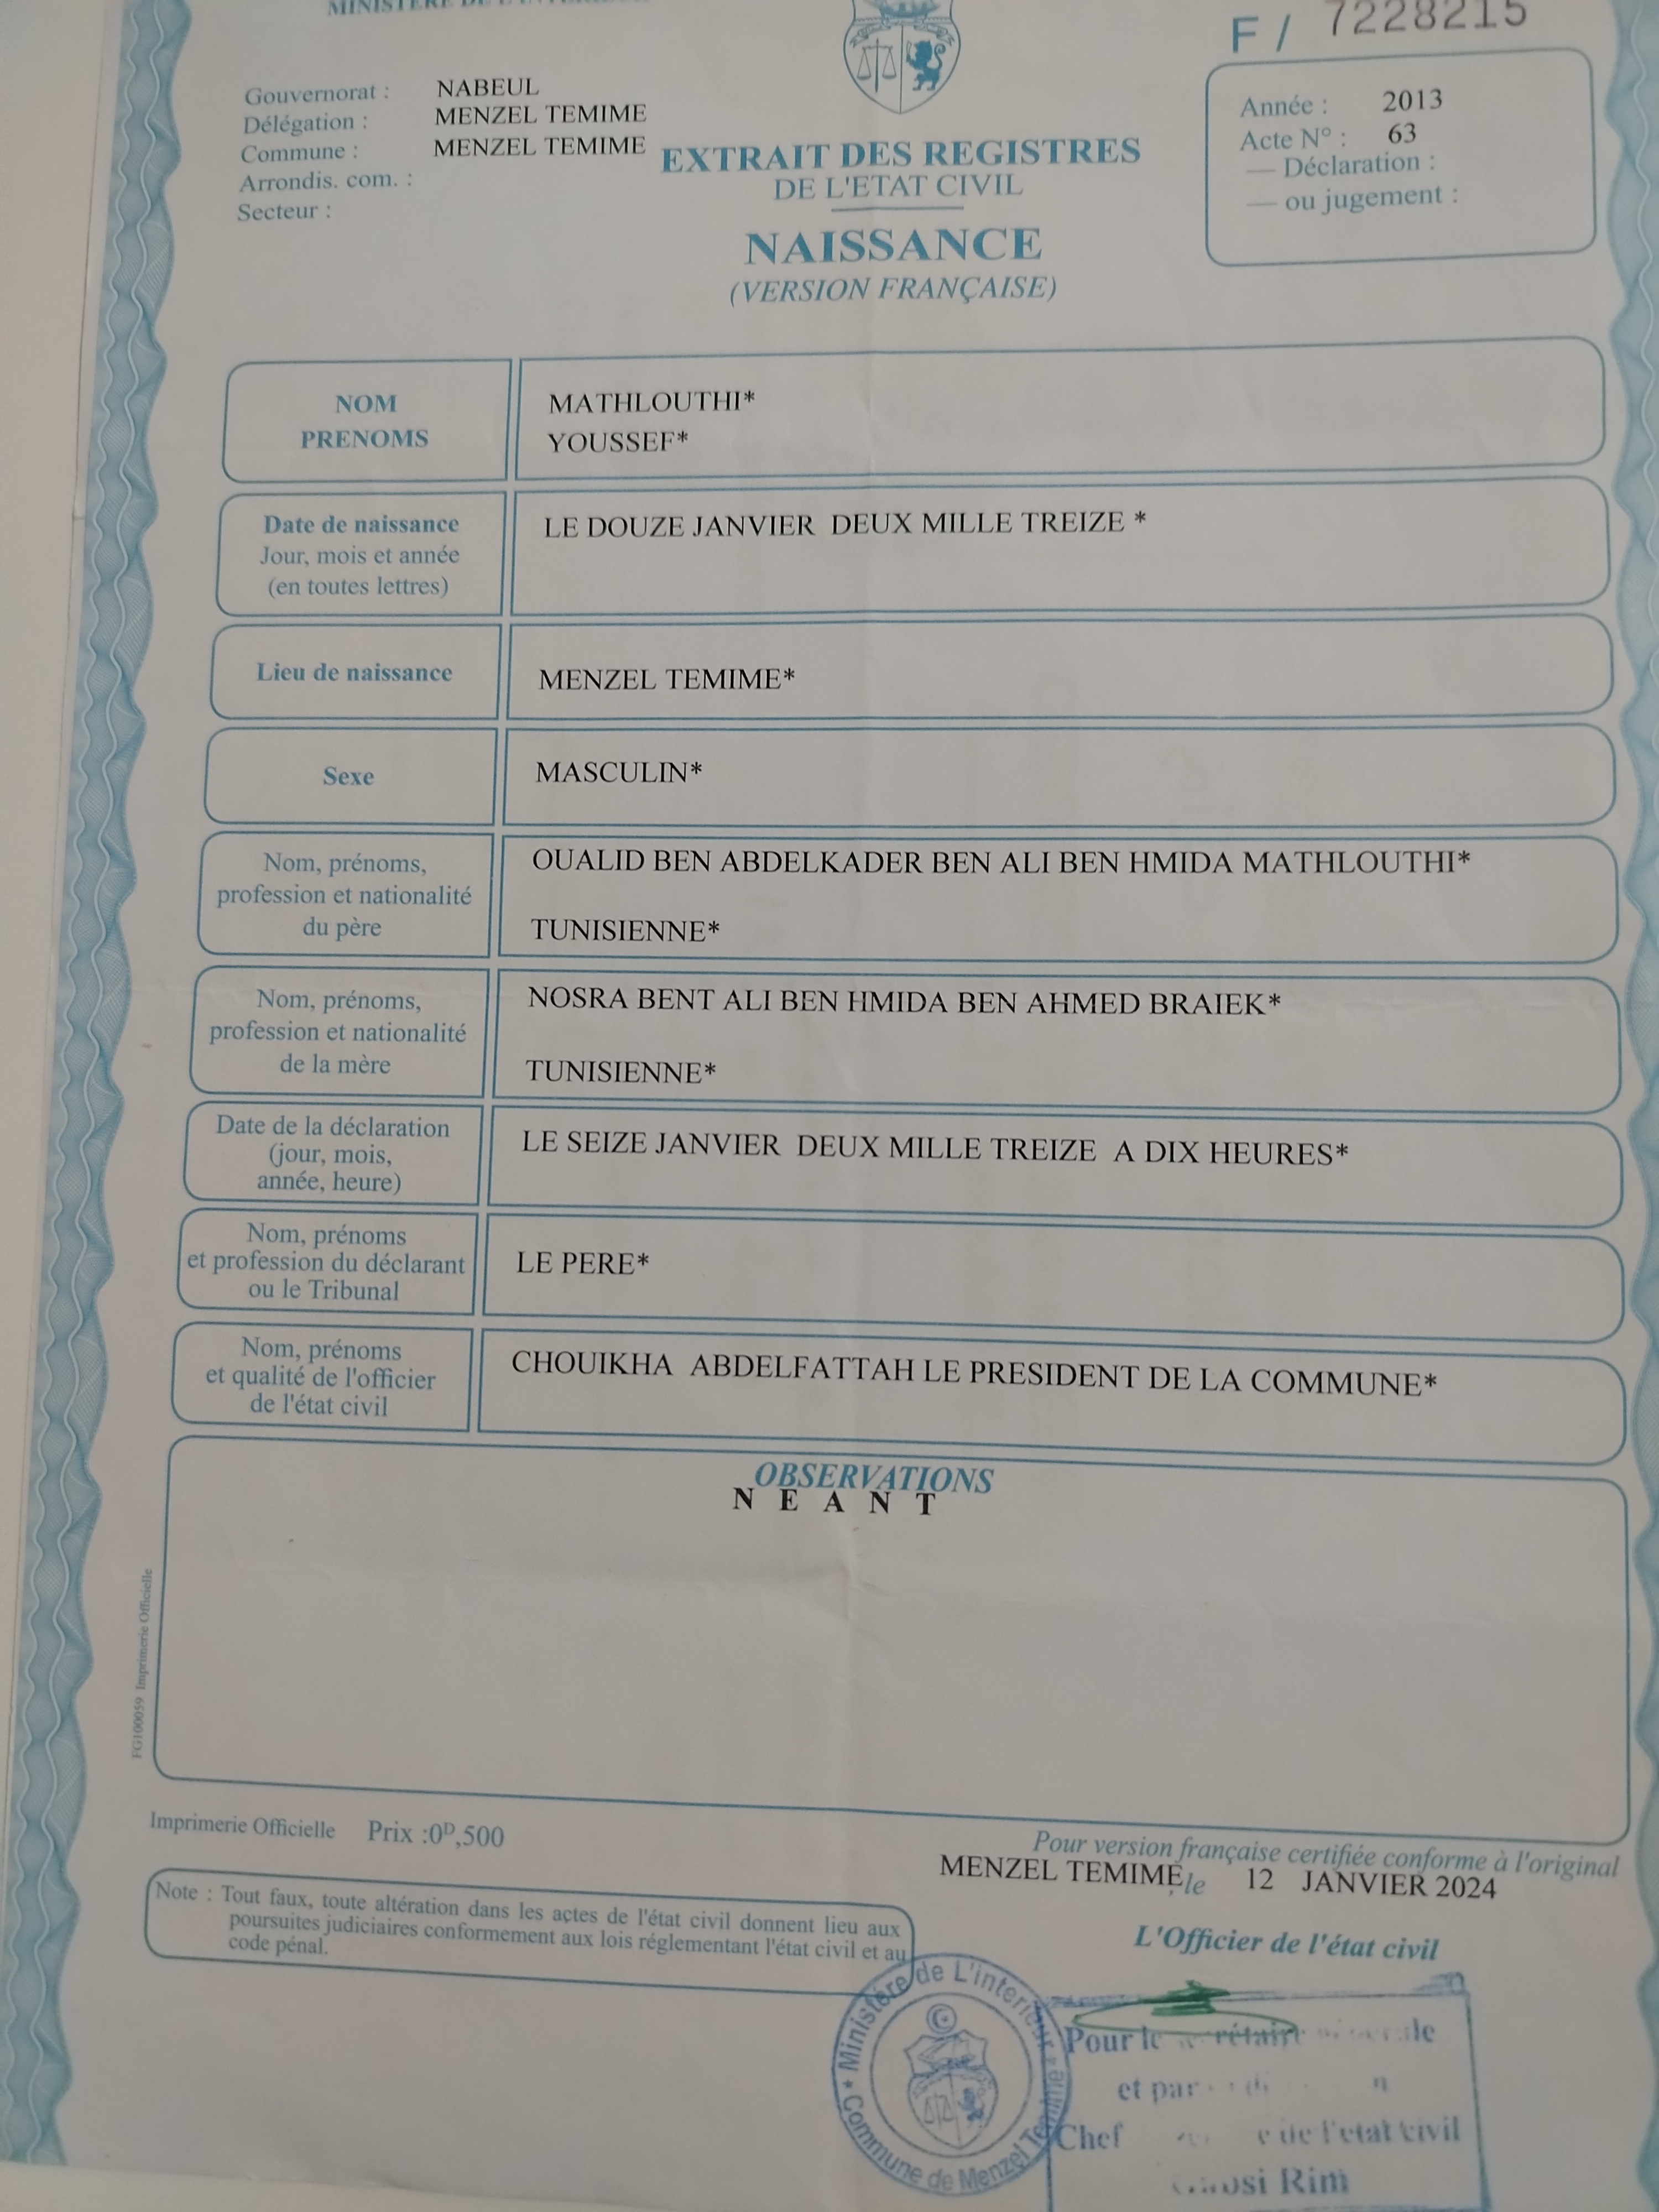 MINISTERE DE L'INTERIEUR
F / 7228215
Gouvernorat : NABEUL
Délégation : MENZEL TEMIME
Commune : MENZEL TEMIME
Arrondis. com. :
Secteur :
EXTRAIT DES REGISTRES
DE L'ETAT CIVIL
NAISSANCE
(VERSION FRANÇAISE)
Année : 2013
Acte N° : 63
— Déclaration :
— ou jugement :
NOM
PRENOMS
MATHLOUTHI*
YOUSSEF*
Date de naissance
Jour, mois et année
(en toutes lettres)
LE DOUZE JANVIER DEUX MILLE TREIZE *
Lieu de naissance
MENZEL TEMIME*
Sexe
MASCULIN*
Nom, prénoms,
profession et nationalité
du père
OUALID BEN ABDELKADER BEN ALI BEN HMIDA MATHLOUTHI*
TUNISIENNE*
Nom, prénoms,
profession et nationalité
de la mère
NOSRA BENT ALI BEN HMIDA BEN AHMED BRAIEK*
TUNISIENNE*
Date de la déclaration
(jour, mois,
année, heure)
LE SEIZE JANVIER DEUX MILLE TREIZE A DIX HEURES*
Nom, prénoms
et profession du déclarant
ou le Tribunal
LE PERE*
Nom, prénoms
et qualité de l'officier
de l'état civil
CHOUIKHA ABDELFATTAH LE PRESIDENT DE LA COMMUNE*
OBSERVATIONS
N E A N T
FG100059 Imprimerie Officielle
Imprimerie Officielle Prix :0ᴰ,500
Pour version française certifiée conforme à l'original
MENZEL TEMIME, le 12 JANVIER 2024
Note : Tout faux, toute altération dans les actes de l'état civil donnent lieu aux
poursuites judiciaires conformement aux lois réglementant l'état civil et au
code pénal.
L'Officier de l'état civil
Ministère de L'interieur
Commune de Menzel Temime
Pour le
et par
Chef de l'etat civil
Rim